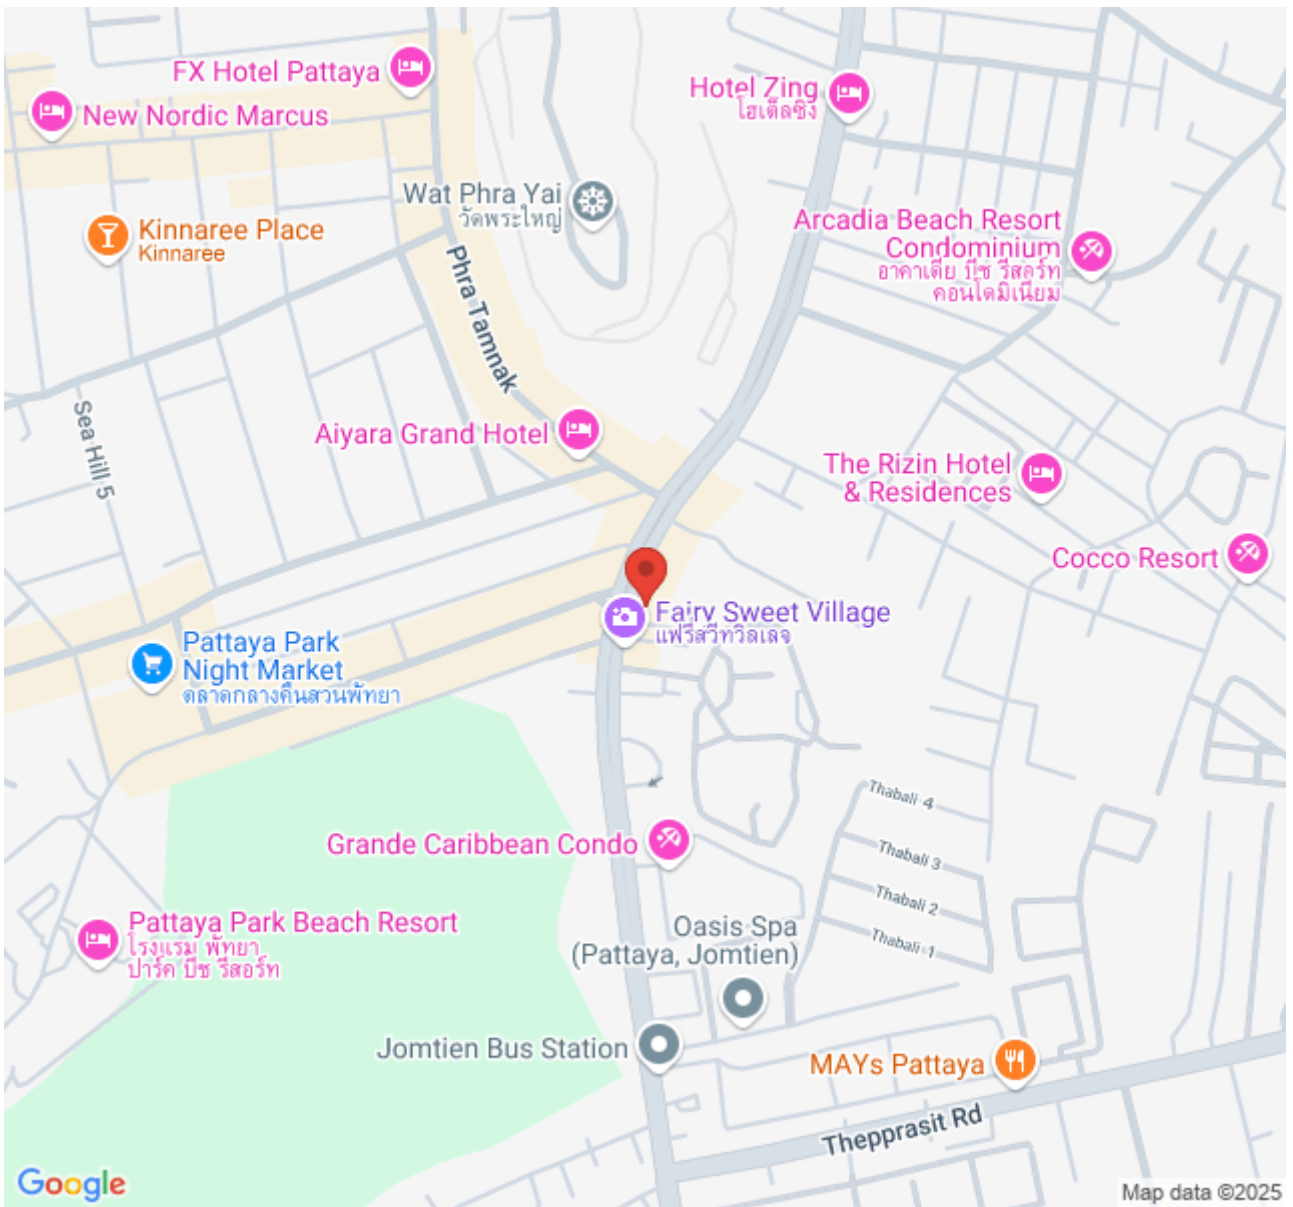 FX Hotel Pattaya
New Nordic Marcus
Hotel Zing
โฮเต็ลซิง
Wat Phra Yai
วัดพระใหญ่
Kinnaree Place
Kinnaree
Arcadia Beach Resort
Condominium
อาคาเดีย บีช รีสอร์ท
คอนโดมิเนียม
Phra Tamnak
Sea Hill 5
Aiyara Grand Hotel
The Rizin Hotel
& Residences
Cocco Resort
Fairy Sweet Village
แฟรีสวีทวิลเลจ
Pattaya Park
Night Market
ตลาดกลางคืนสวนพัทยา
Thabali 4
Grande Caribbean Condo
Thabali 3
Thabali 2
Pattaya Park Beach Resort
โรงแรม พัทยา
ปาร์ค บีช รีสอร์ท
Oasis Spa
(Pattaya, Jomtien)
Thabali 1
Jomtien Bus Station
MAYs Pattaya
Thepprasit Rd
Google
Map data ©2025